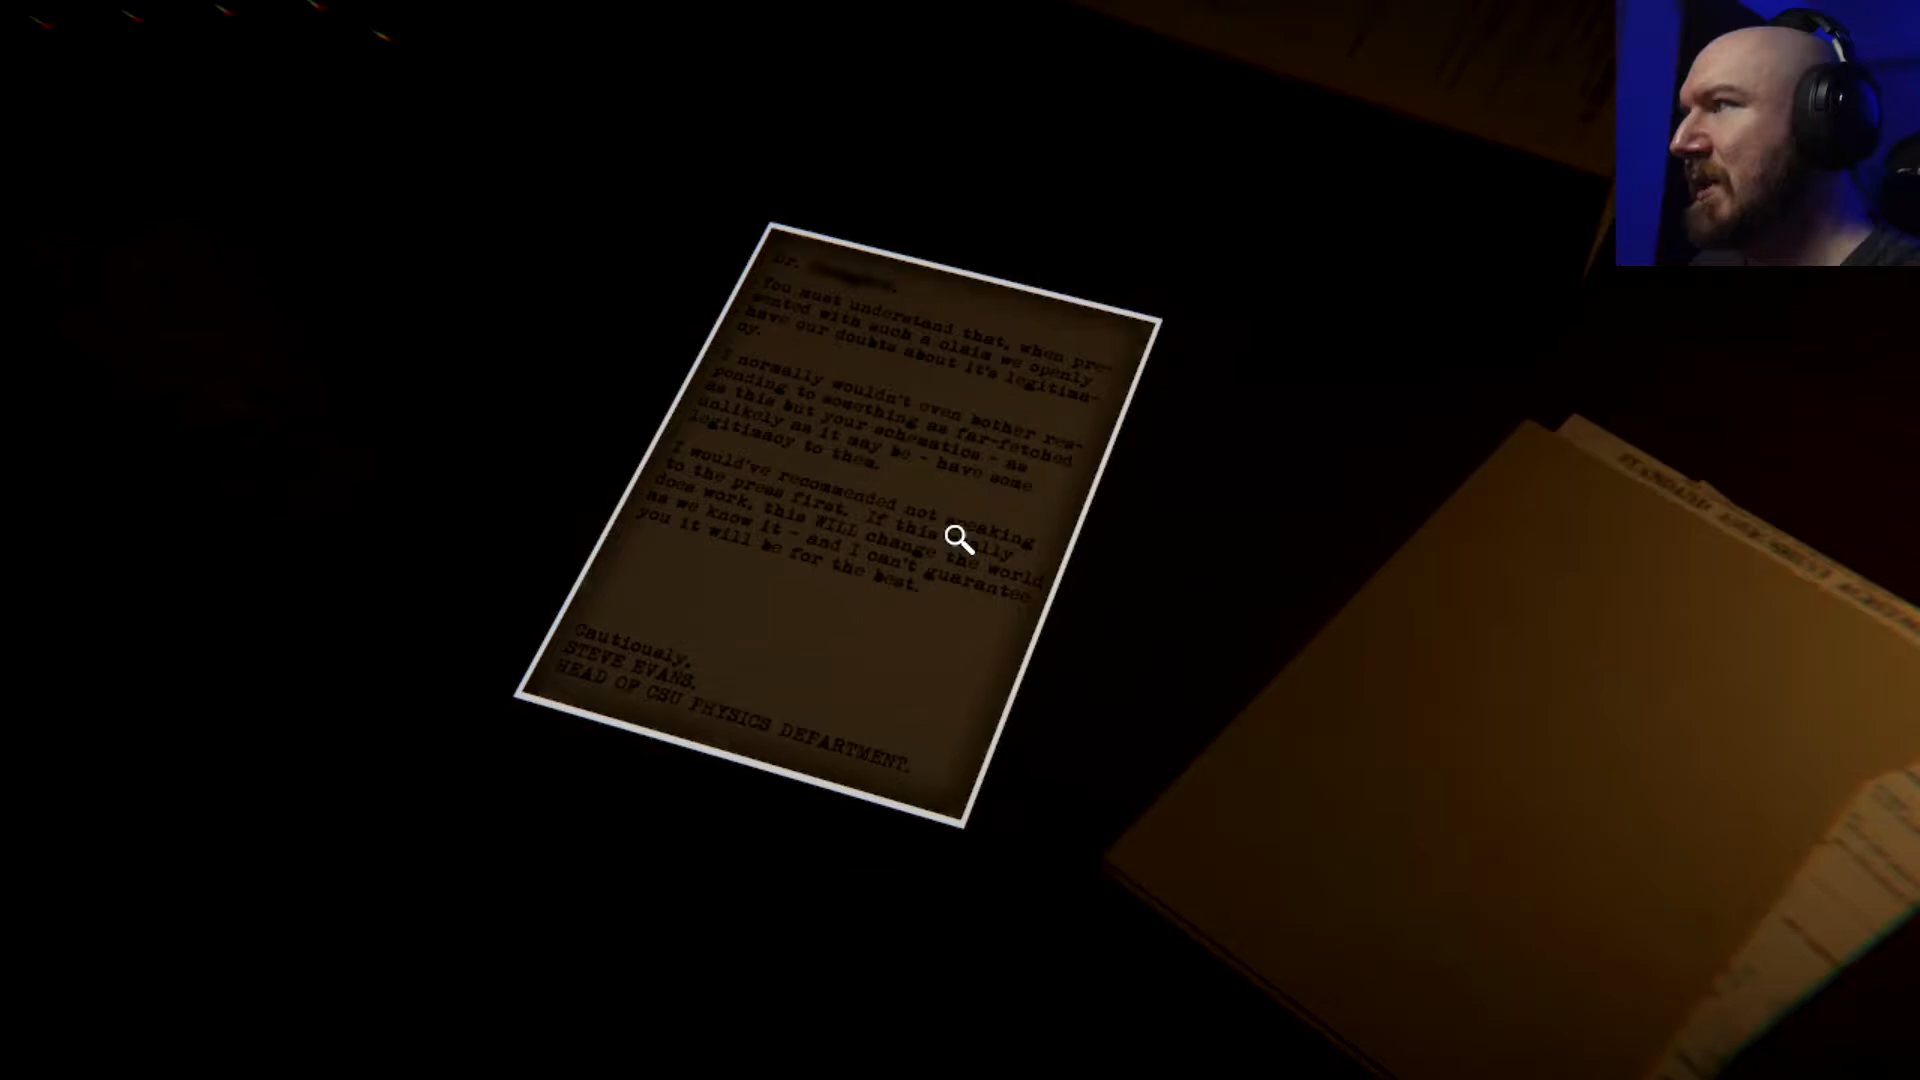 Dr.
You must understand that, when pre-
sented with such a claim we openly
have our doubts about it's legitima-
cy.
I normally wouldn't even bother res-
ponding to something as far-fetched
as this but your schematics - as
unlikely as it may be - have some
legitimacy to them.
I would've recommended not speaking
to the press first. If this really
does work, this WILL change the world
as we know it - and I can't guarantee
you it will be for the best.
Cautiously,
STEVE EVANS.
HEAD OF CSU PHYSICS DEPARTMENT.
STANDARD